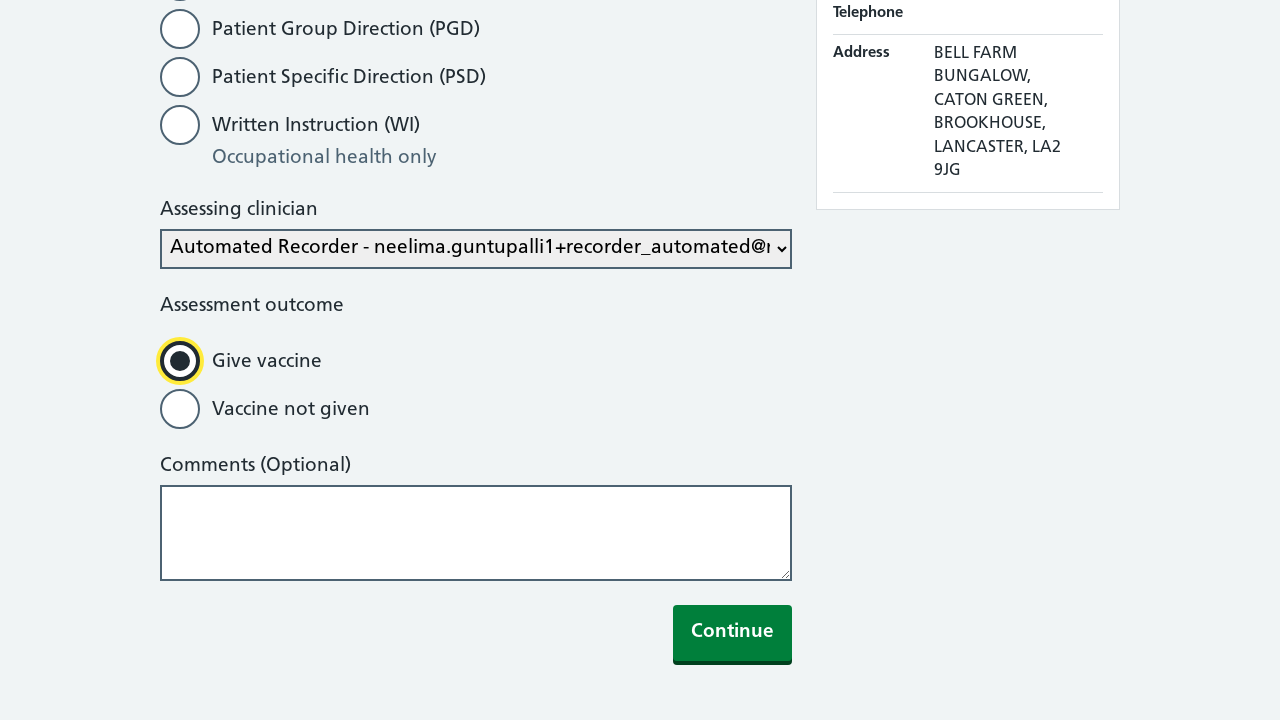 Patient Group Direction (PGD)
Patient Specific Direction (PSD)
Written Instruction (WI)
Occupational health only
Assessing clinician
Automated Recorder - neelima.guntupalli1+recorder_automated@
Assessment outcome
Give vaccine
Vaccine not given
Comments (Optional)
Continue
Telephone
Address
BELL FARM
BUNGALOW,
CATON GREEN,
BROOKHOUSE,
LANCASTER, LA2
9JG